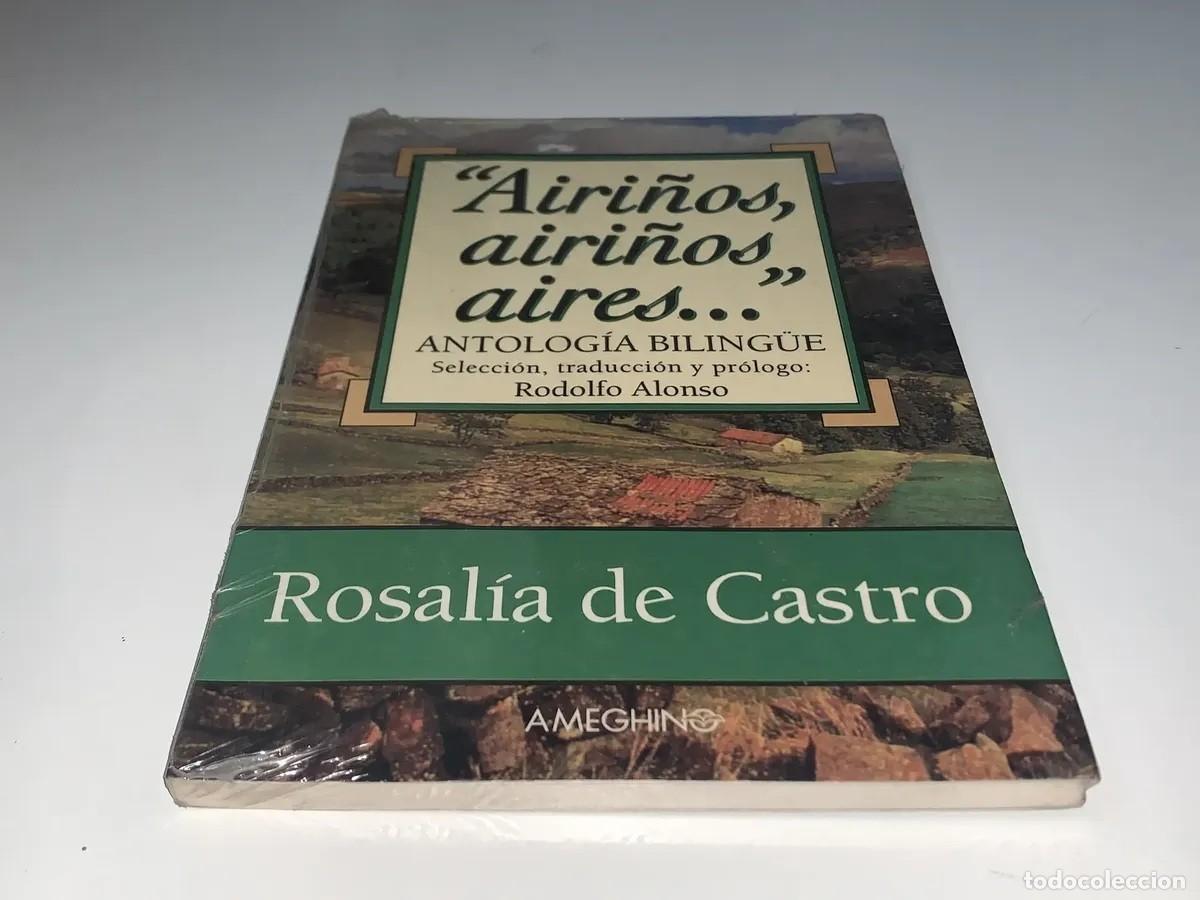 “Airiños,
airiños
aires...”
ANTOLOGÍA BILINGÜE
Selección, traducción y prólogo:
Rodolfo Alonso
Rosalía de Castro
AMEGHINO
todocoleccion